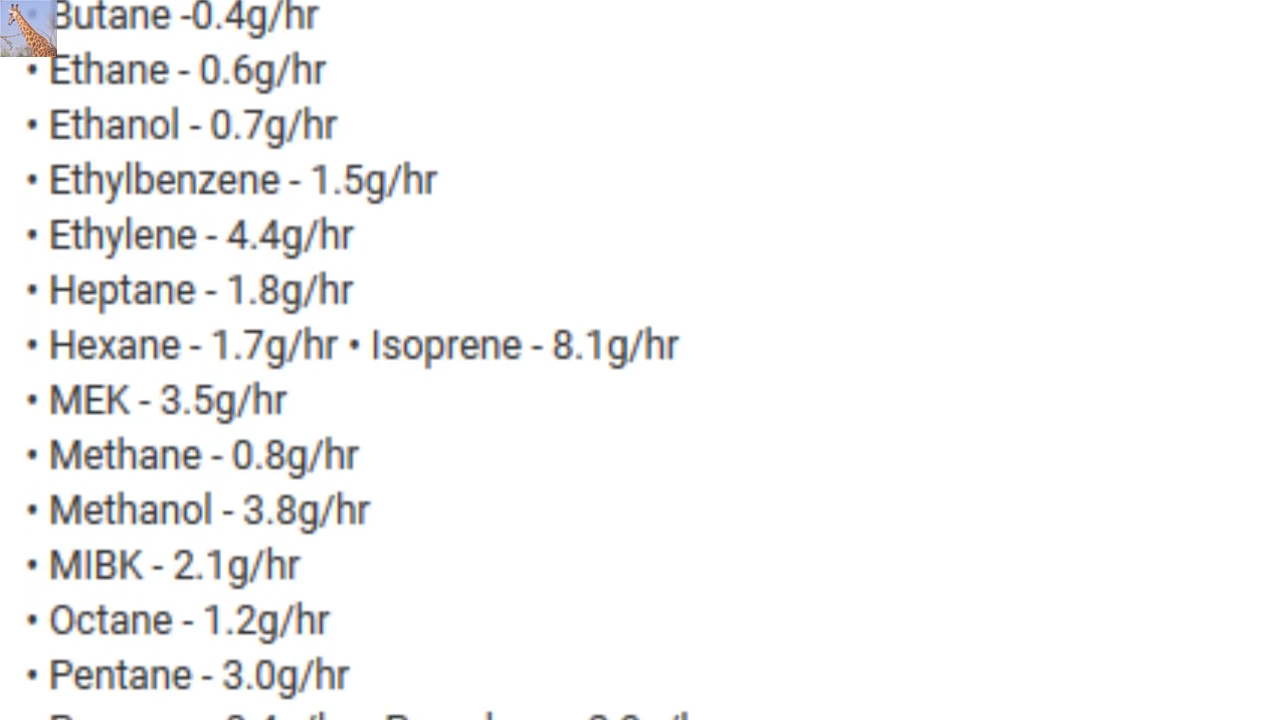 Butane -0.4g/hr
• Ethane - 0.6g/hr
• Ethanol - 0.7g/hr
• Ethylbenzene - 1.5g/hr
• Ethylene - 4.4g/hr
• Heptane - 1.8g/hr
• Hexane - 1.7g/hr • Isoprene - 8.1g/hr
• MEK - 3.5g/hr
• Methane - 0.8g/hr
• Methanol - 3.8g/hr
• MIBK - 2.1g/hr
• Octane - 1.2g/hr
• Pentane - 3.0g/hr